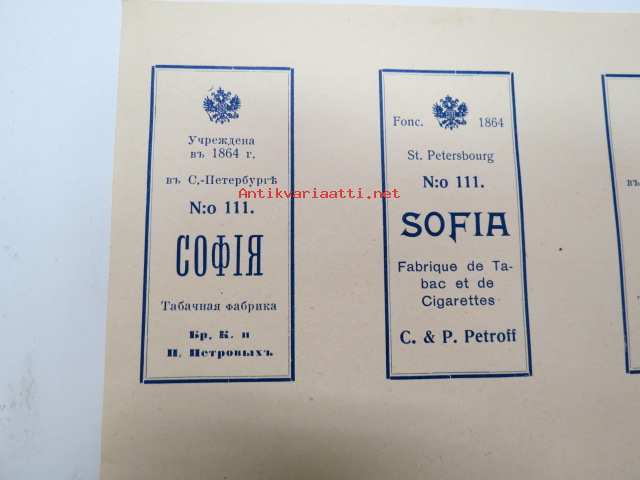 Учреждена
въ 1864 г.
въ С.-Петербургѣ
N:o 111.
СОФІЯ
Табачная фабрика
Бр. К. и
П. Петровыхъ
Fonc. 1864
St. Petersbourg
N:o 111.
SOFIA
Fabrique de Ta-
bac et de
Cigarettes
C. & P. Petroff
въ
Antikvariaatti.net